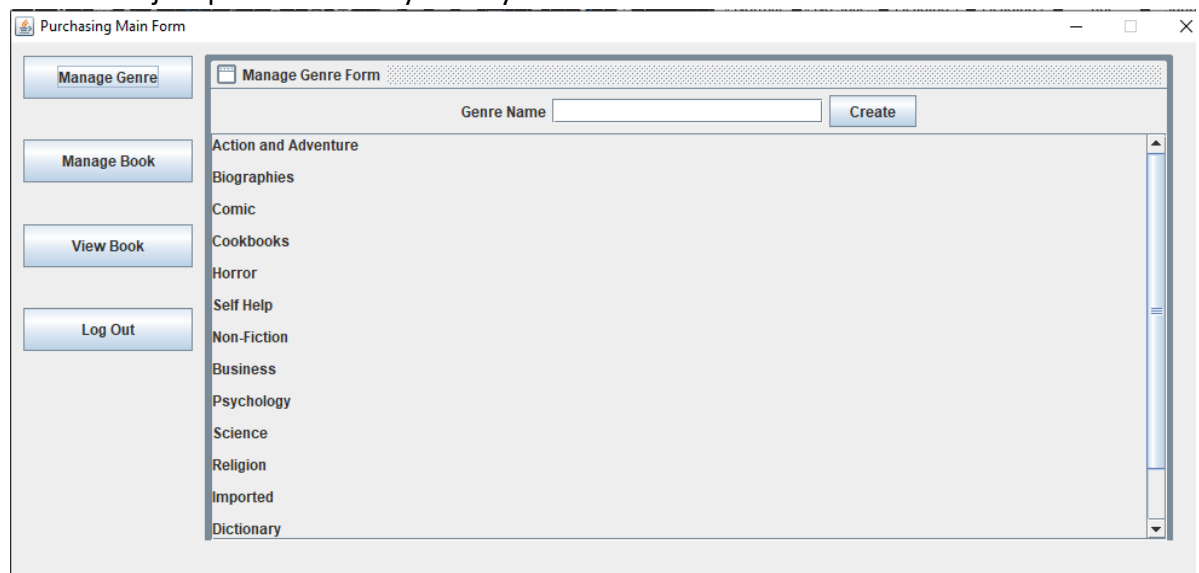 Purchasing Main Form
Manage Genre
Manage Book
View Book
Log Out
Manage Genre Form
Genre Name
Create
Action and Adventure
Biographies
Comic
Cookbooks
Horror
Self Help
Non-Fiction
Business
Psychology
Science
Religion
Imported
Dictionary